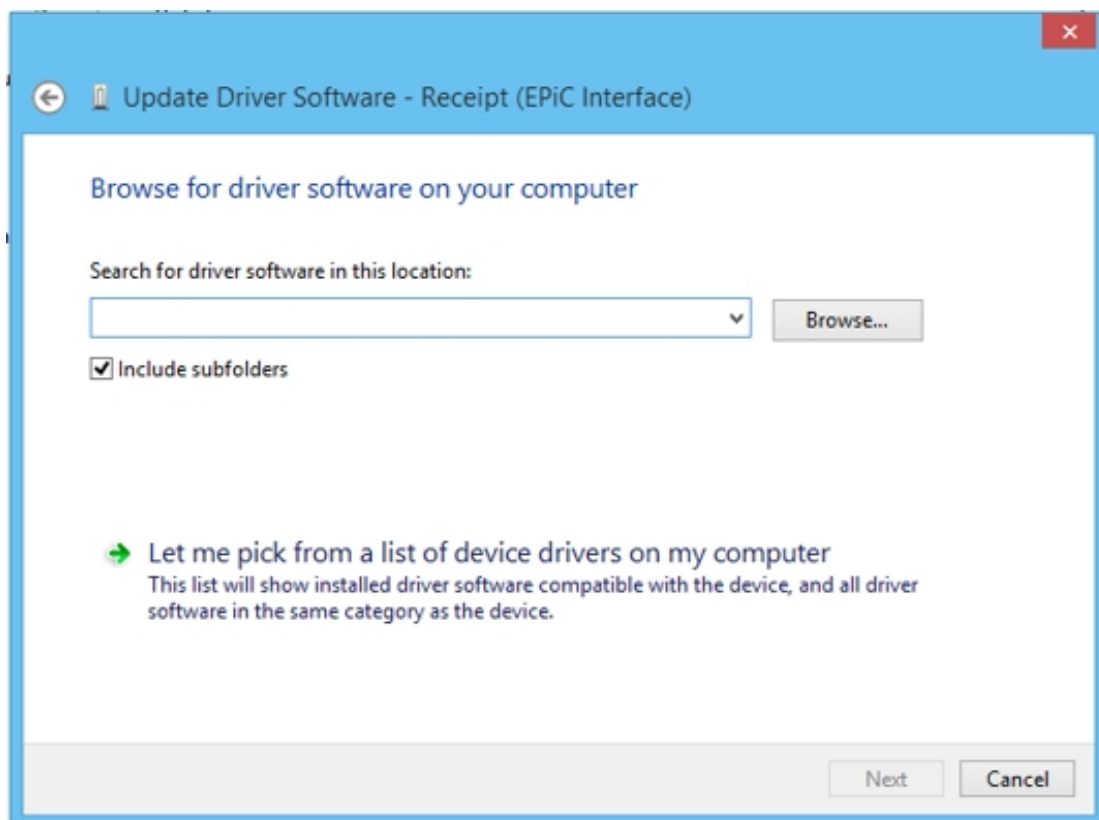 Update Driver Software - Receipt (EPiC Interface)
Browse for driver software on your computer
Search for driver software in this location:
Browse...
Include subfolders
Let me pick from a list of device drivers on my computer
This list will show installed driver software compatible with the device, and all driver
software in the same category as the device.
Next
Cancel